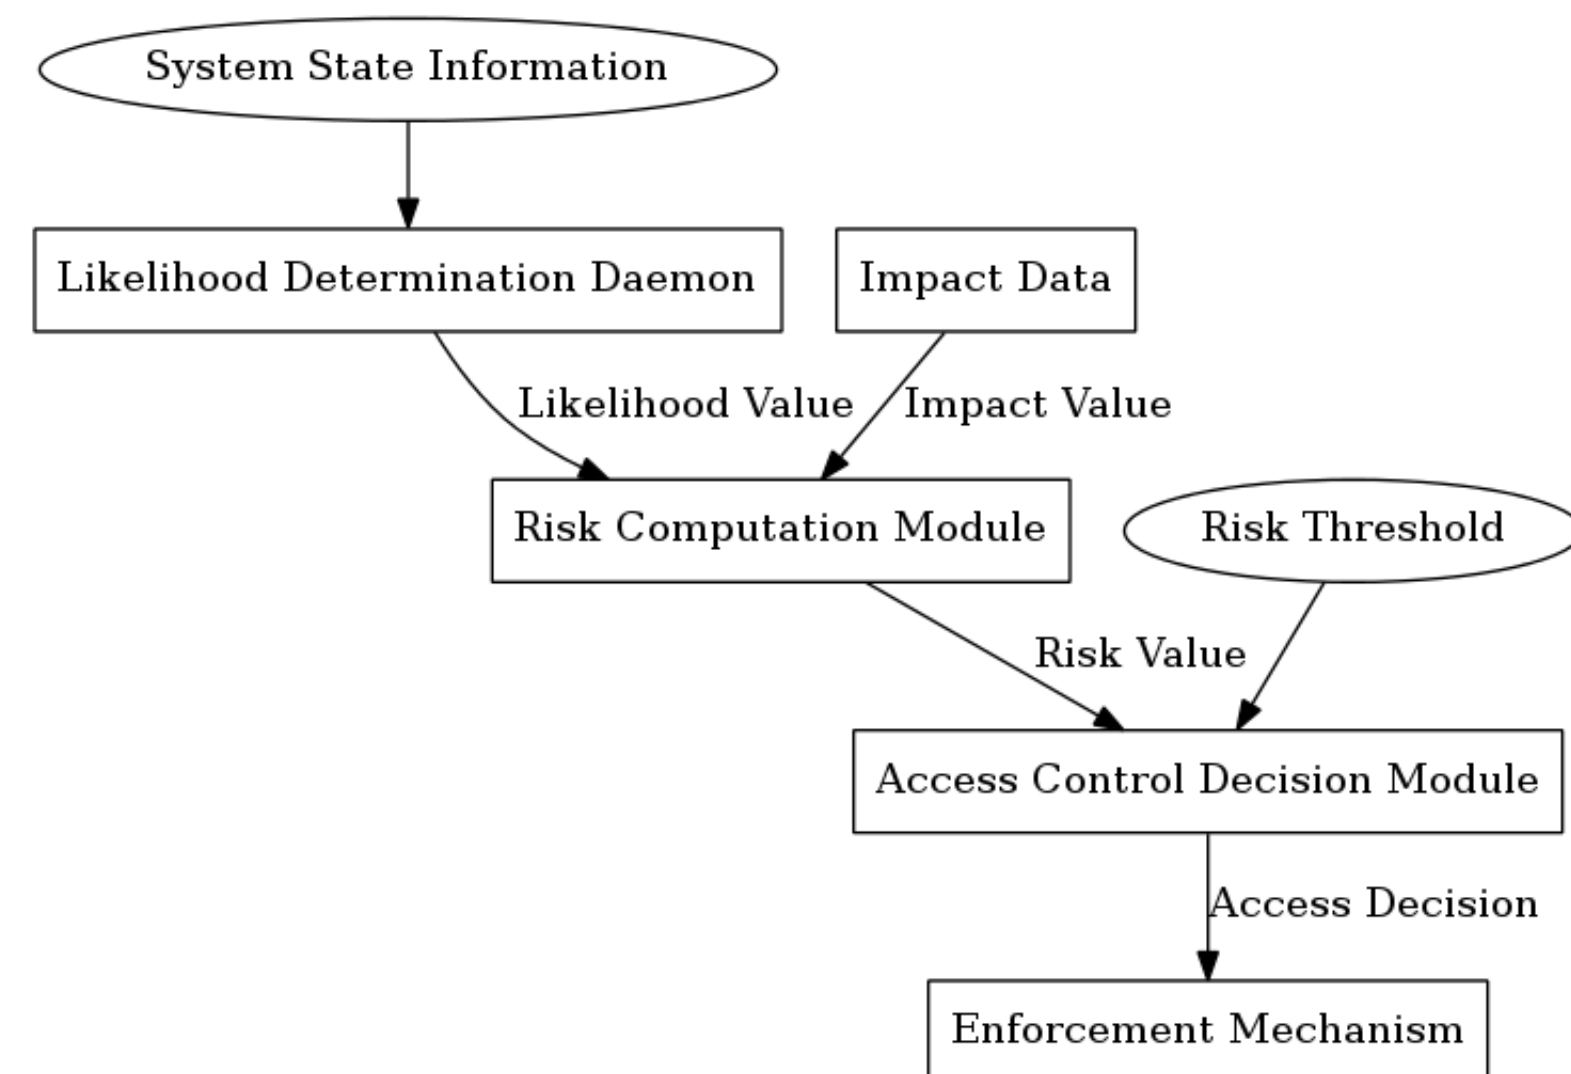 System State Information
Likelihood Determination Daemon
Impact Data
Likelihood Value
Impact Value
Risk Computation Module
Risk Threshold
Risk Value
Access Control Decision Module
Access Decision
Enforcement Mechanism